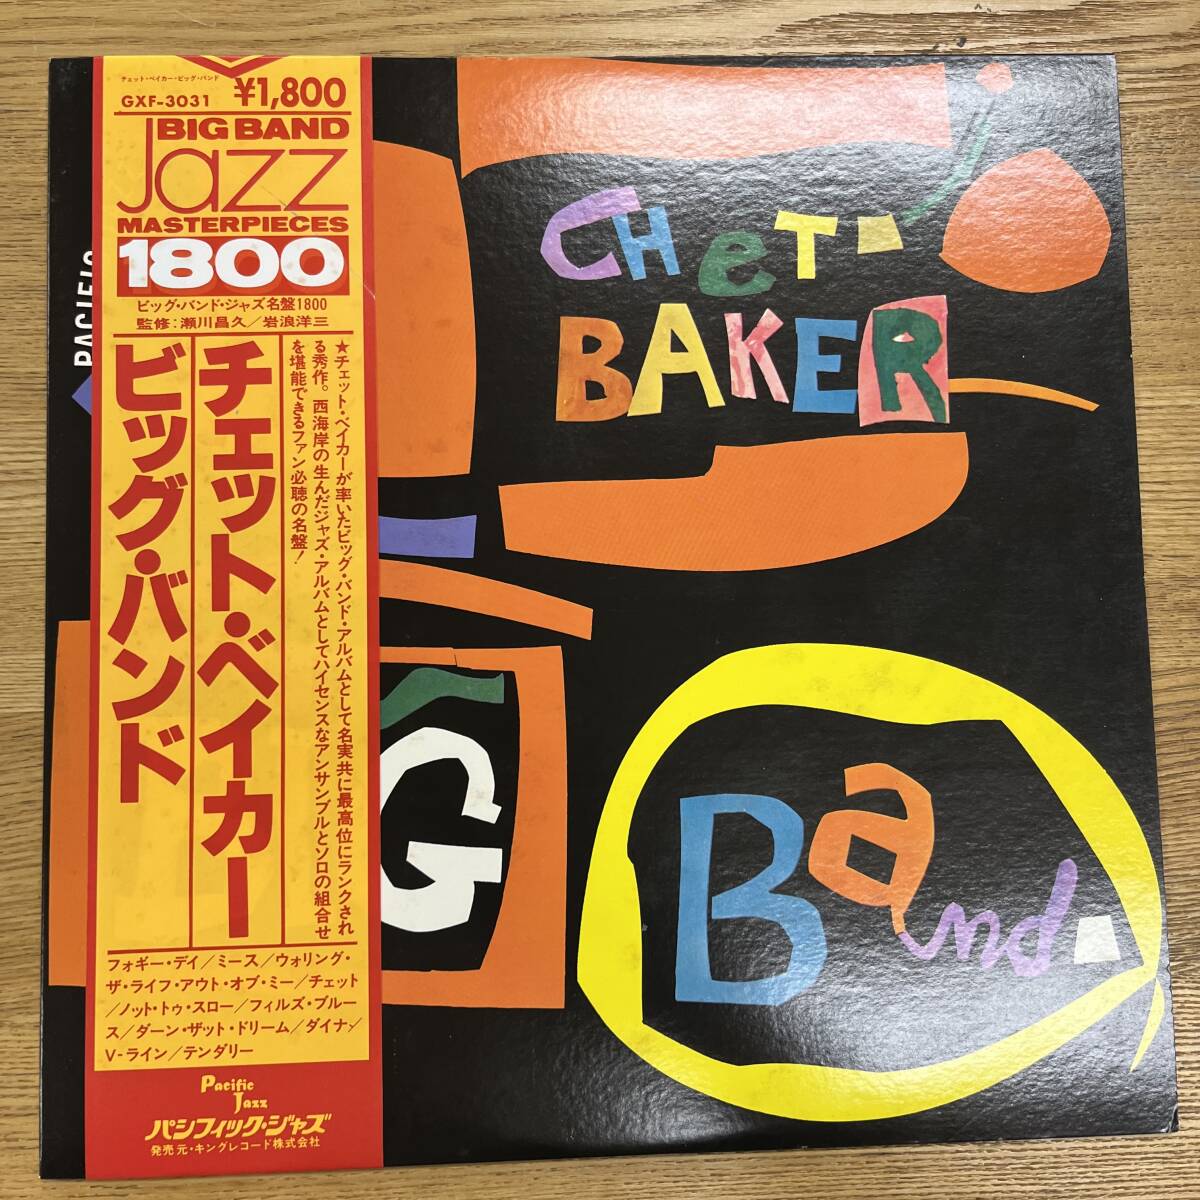 チェット・ベイカー・ビッグ・バンド
GXF-3031 ¥1,800
BIG BAND
Jazz
MASTERPIECES
1800
ビッグ・バンド・ジャズ名盤1800
監修:瀬川昌久/岩浪洋三
★チェット・ベイカーが率いたビッグ・バンド・アルバムとして名実共に最高位にランクされ
る秀作。西海岸の生んだジャズ・アルバムとしてハイセンスなアンサンブルとソロの組合せ
を堪能できるファン必聴の名盤!
チェット・ベイカー
ビッグ・バンド
フォギー・デイ/ミース/ウォリング・
ザ・ライフ・アウト・オブ・ミー/チェット
/ノット・トゥ・スロー/フィルズ・ブルー
ス/ダーン・ザット・ドリーム/ダイナ/
V-ライン/テンダリー
Pacific
Jazz
パシフィック・ジャズ
発売元・キングレコード株式会社
PACIFIC
CHeT
BAKER
G
Band